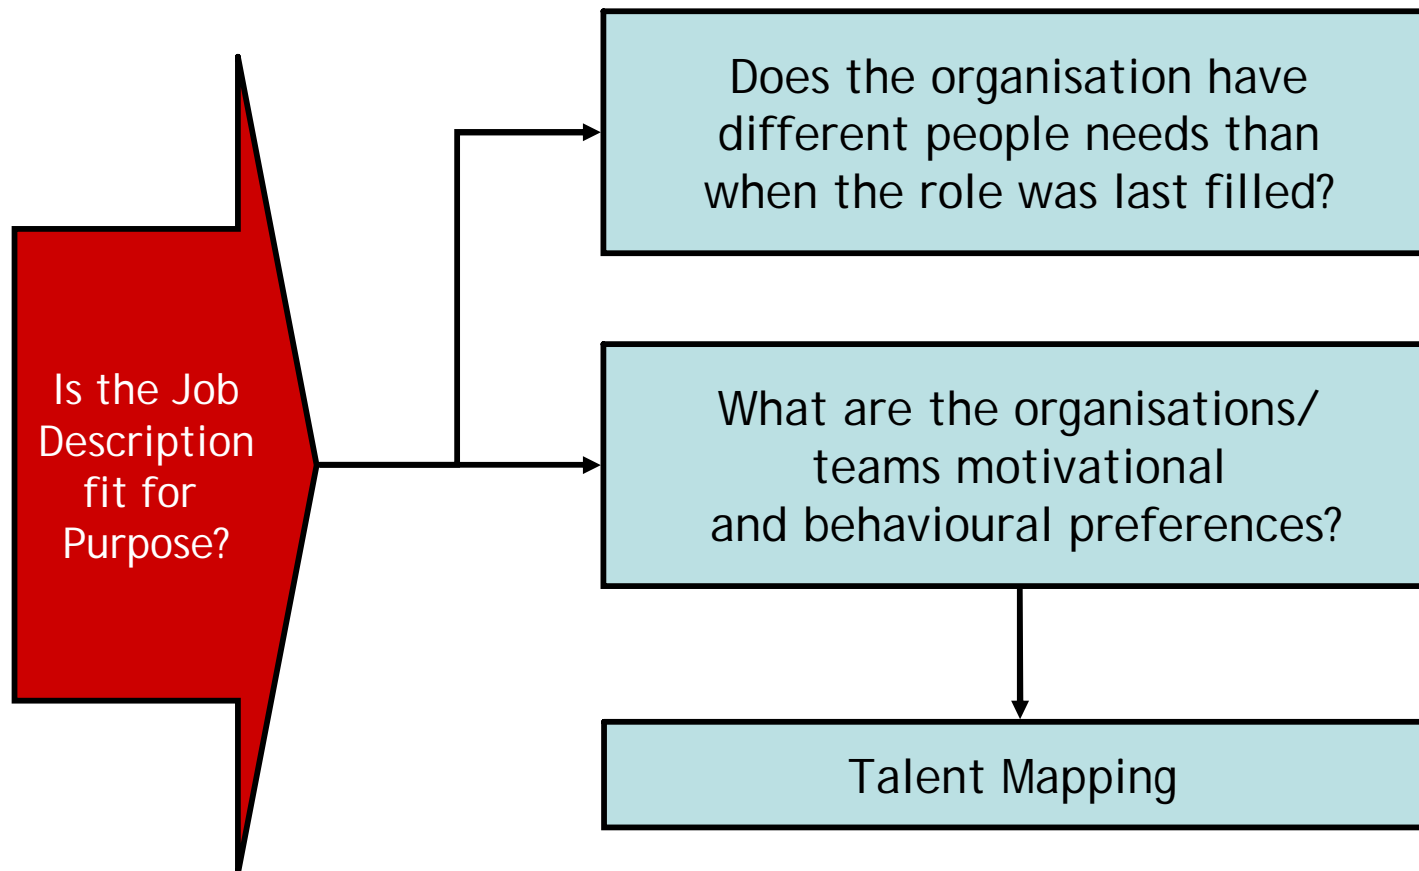 Is the Job
Description
fit for
Purpose?
Does the organisation have
different people needs than
when the role was last filled?
What are the organisations/
teams motivational
and behavioural preferences?
Talent Mapping